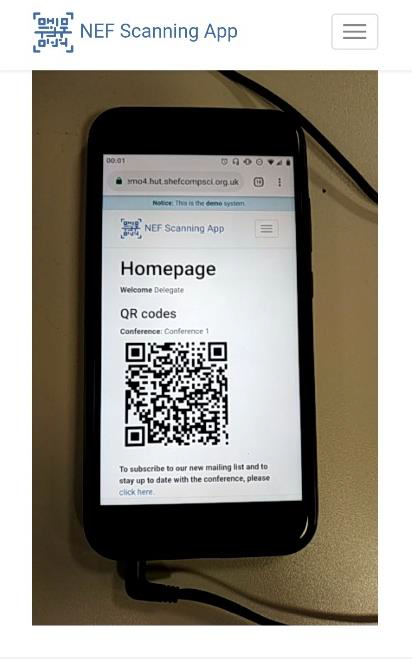 NEF Scanning App
00:01
emo4.hut.shefcompsci.org.uk
Notice: This is the demo system.
NEF Scanning App
Homepage
Welcome Delegate
QR codes
Conference: Conference 1
To subscribe to our new mailing list and to
stay up to date with the conference, please
click here.